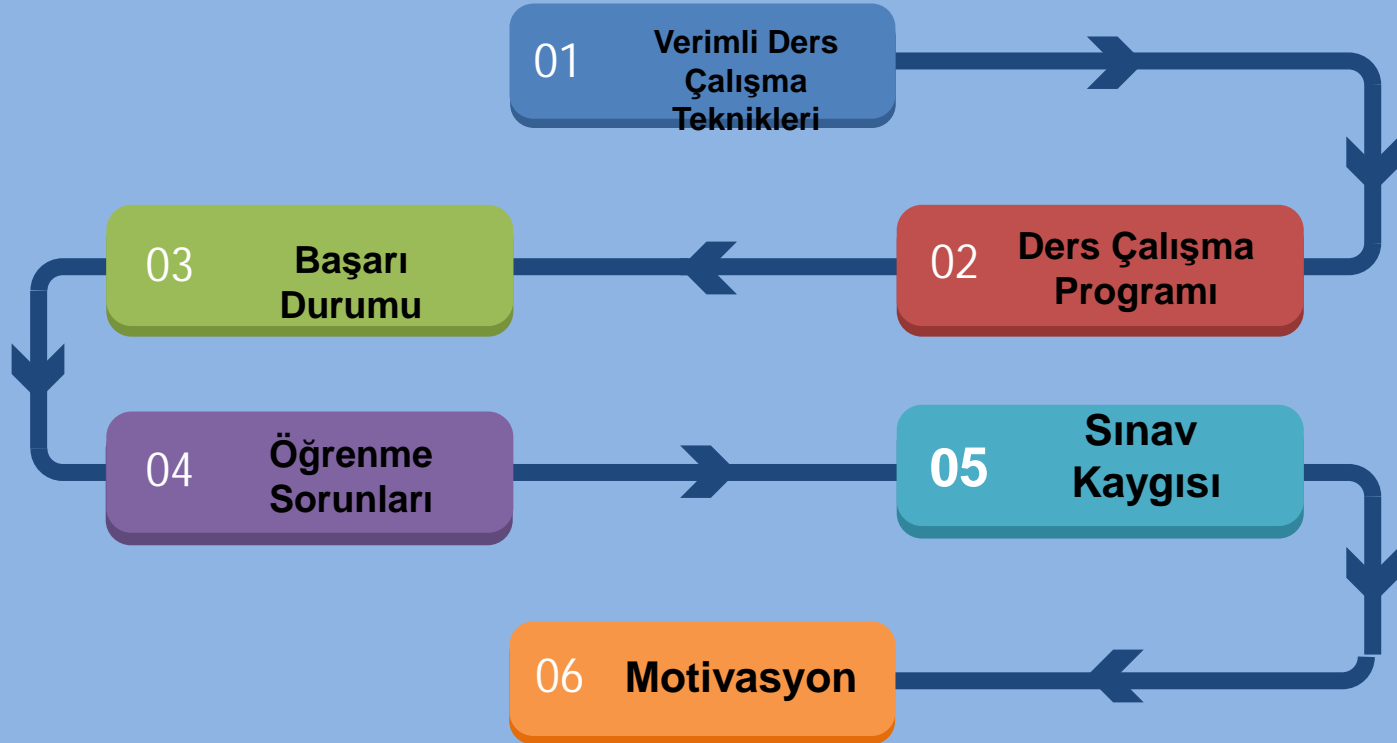 01
Verimli Ders
Çalışma
Teknikleri
02
Ders Çalışma
Programı
03
Başarı
Durumu
04
Öğrenme
Sorunları
05
Sınav
Kaygısı
06
Motivasyon